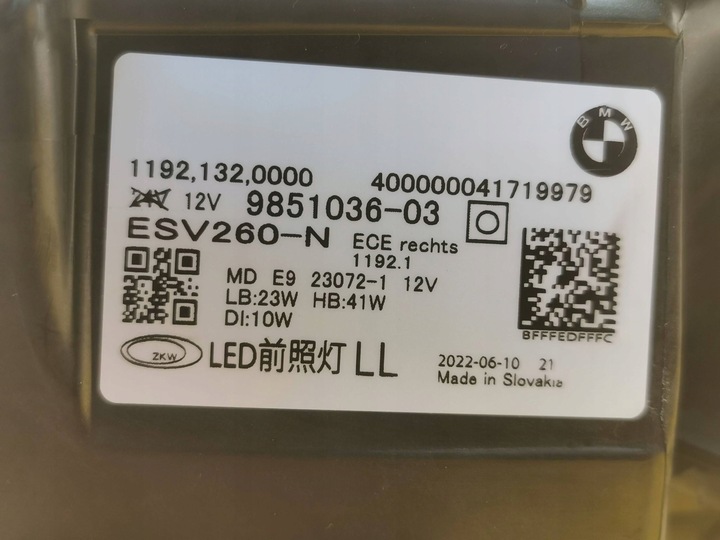 BMW
1192,132,0000 400000041719979
24V 12V 9851036-03
ESV260-N ECE rechts
1192.1
MD E9 23072-1 12V
LB:23W HB:41W
DI:10W
BFFFEDFFFC
ZKW LED前照灯 LL
2022-06-10 21
Made in Slovakia